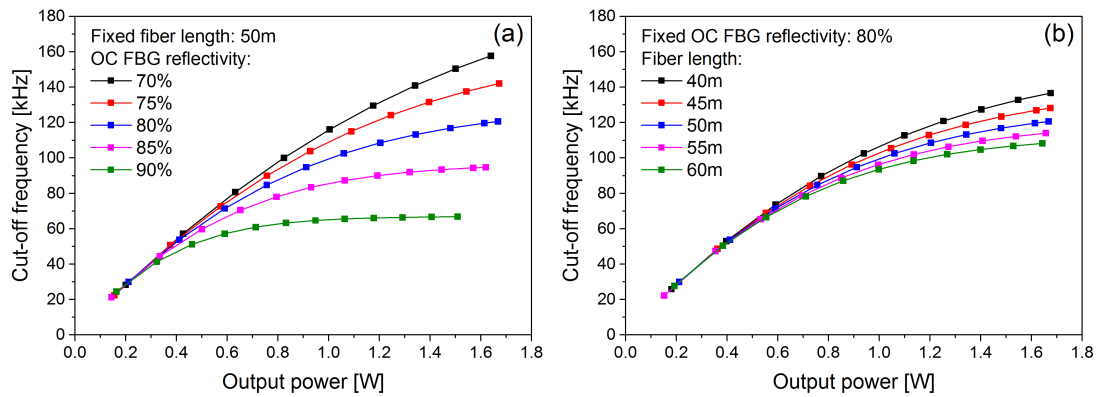 (a)
Fixed fiber length: 50m
OC FBG reflectivity:
70%
75%
80%
85%
90%
Cut-off frequency [kHz]
180
160
140
120
100
80
60
40
20
0
0.0 0.2 0.4 0.6 0.8 1.0 1.2 1.4 1.6 1.8
Output power [W]
(b)
Fixed OC FBG reflectivity: 80%
Fiber length:
40m
45m
50m
55m
60m
Cut-off frequency [kHz]
180
160
140
120
100
80
60
40
20
0
0.0 0.2 0.4 0.6 0.8 1.0 1.2 1.4 1.6 1.8
Output power [W]